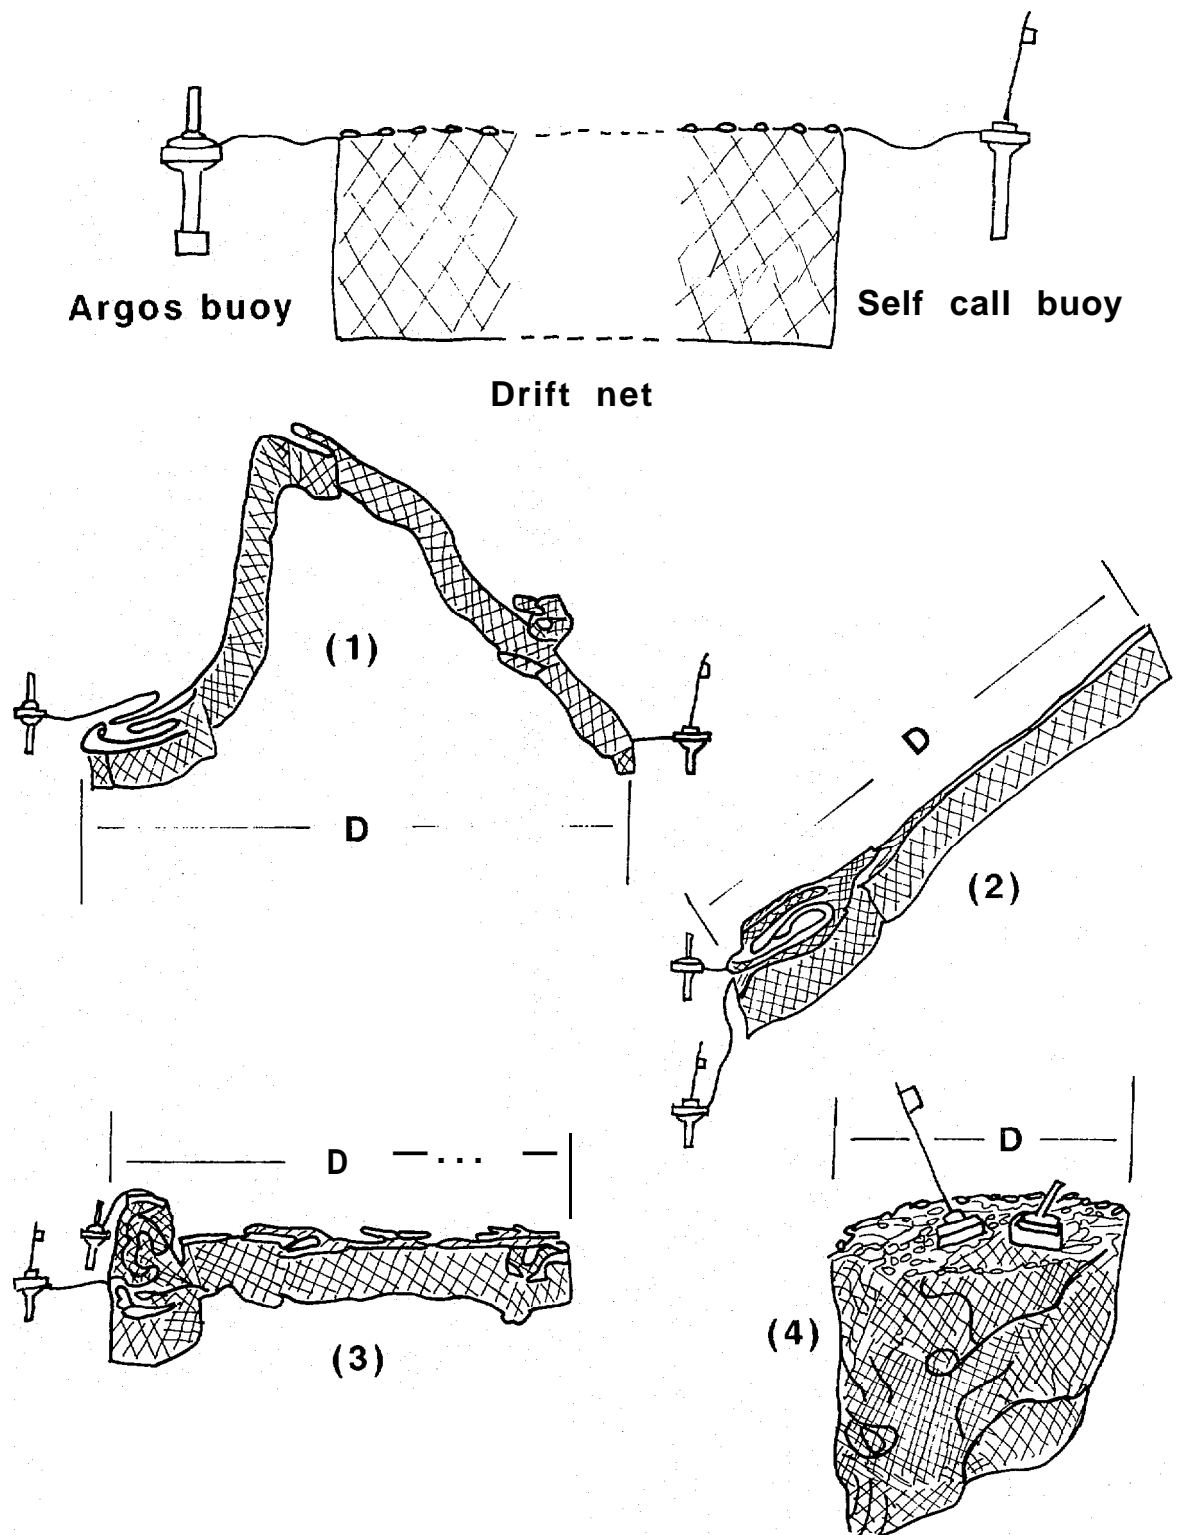 Argos buoy
Self call buoy
Drift net
(1)
D
D
(2)
D
(3)
D
(4)